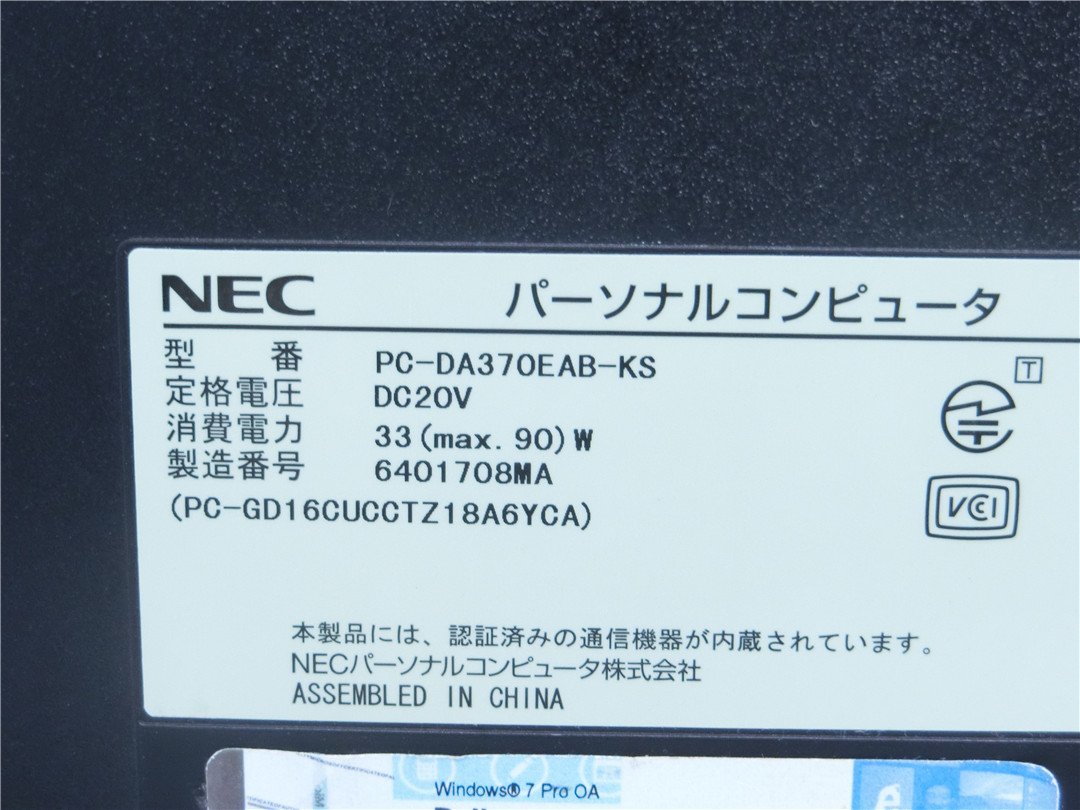 NEC パーソナルコンピュータ
型 番 PC-DA370EAB-KS
定格電圧 DC20V
消費電力 33(max. 90)W
製造番号 6401708MA
(PC-GD16CUCCTZ18A6YCA)
T
VCI
本製品には、認証済みの通信機器が内蔵されています。
NECパーソナルコンピュータ株式会社
ASSEMBLED IN CHINA
Windows® 7 Pro OA